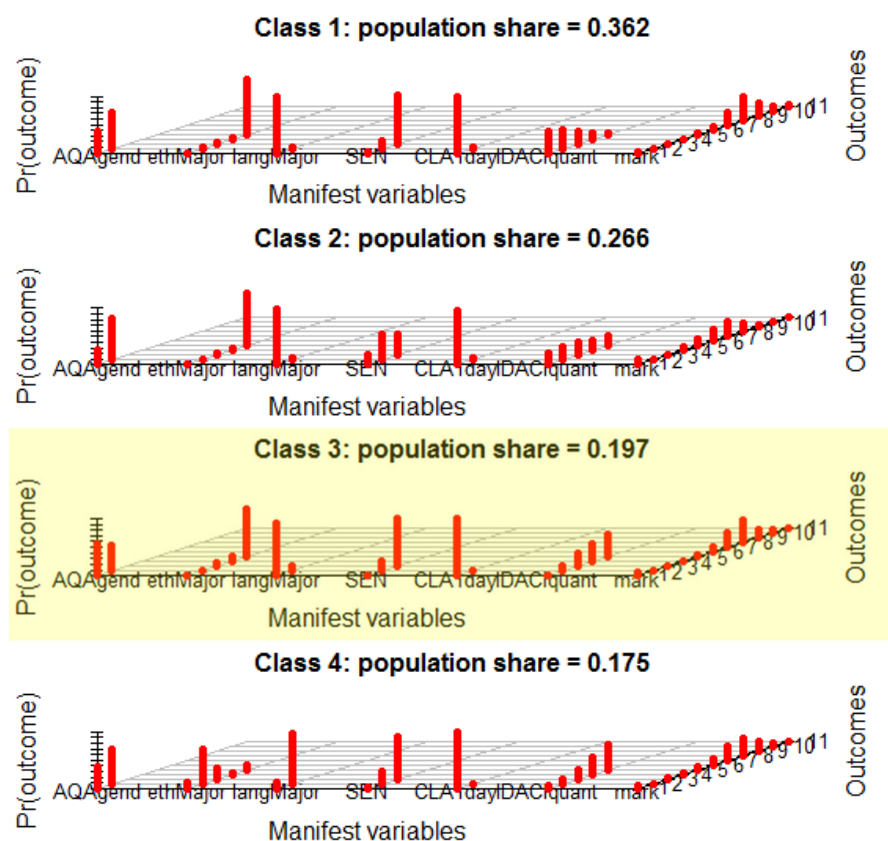 Class 1: population share = 0.362
Pr(outcome)
Outcomes
AQAgend ethMajor langMajor SEN CLA1dayIDACIquant mark
1 2 3 4 5 6 7 8 9 10 11
Manifest variables
Class 2: population share = 0.266
Pr(outcome)
Outcomes
AQAgend ethMajor langMajor SEN CLA1dayIDACIquant mark
1 2 3 4 5 6 7 8 9 10 11
Manifest variables
Class 3: population share = 0.197
Pr(outcome)
Outcomes
AQAgend ethMajor langMajor SEN CLA1dayIDACIquant mark
1 2 3 4 5 6 7 8 9 10 11
Manifest variables
Class 4: population share = 0.175
Pr(outcome)
Outcomes
AQAgend ethMajor langMajor SEN CLA1dayIDACIquant mark
1 2 3 4 5 6 7 8 9 10 11
Manifest variables